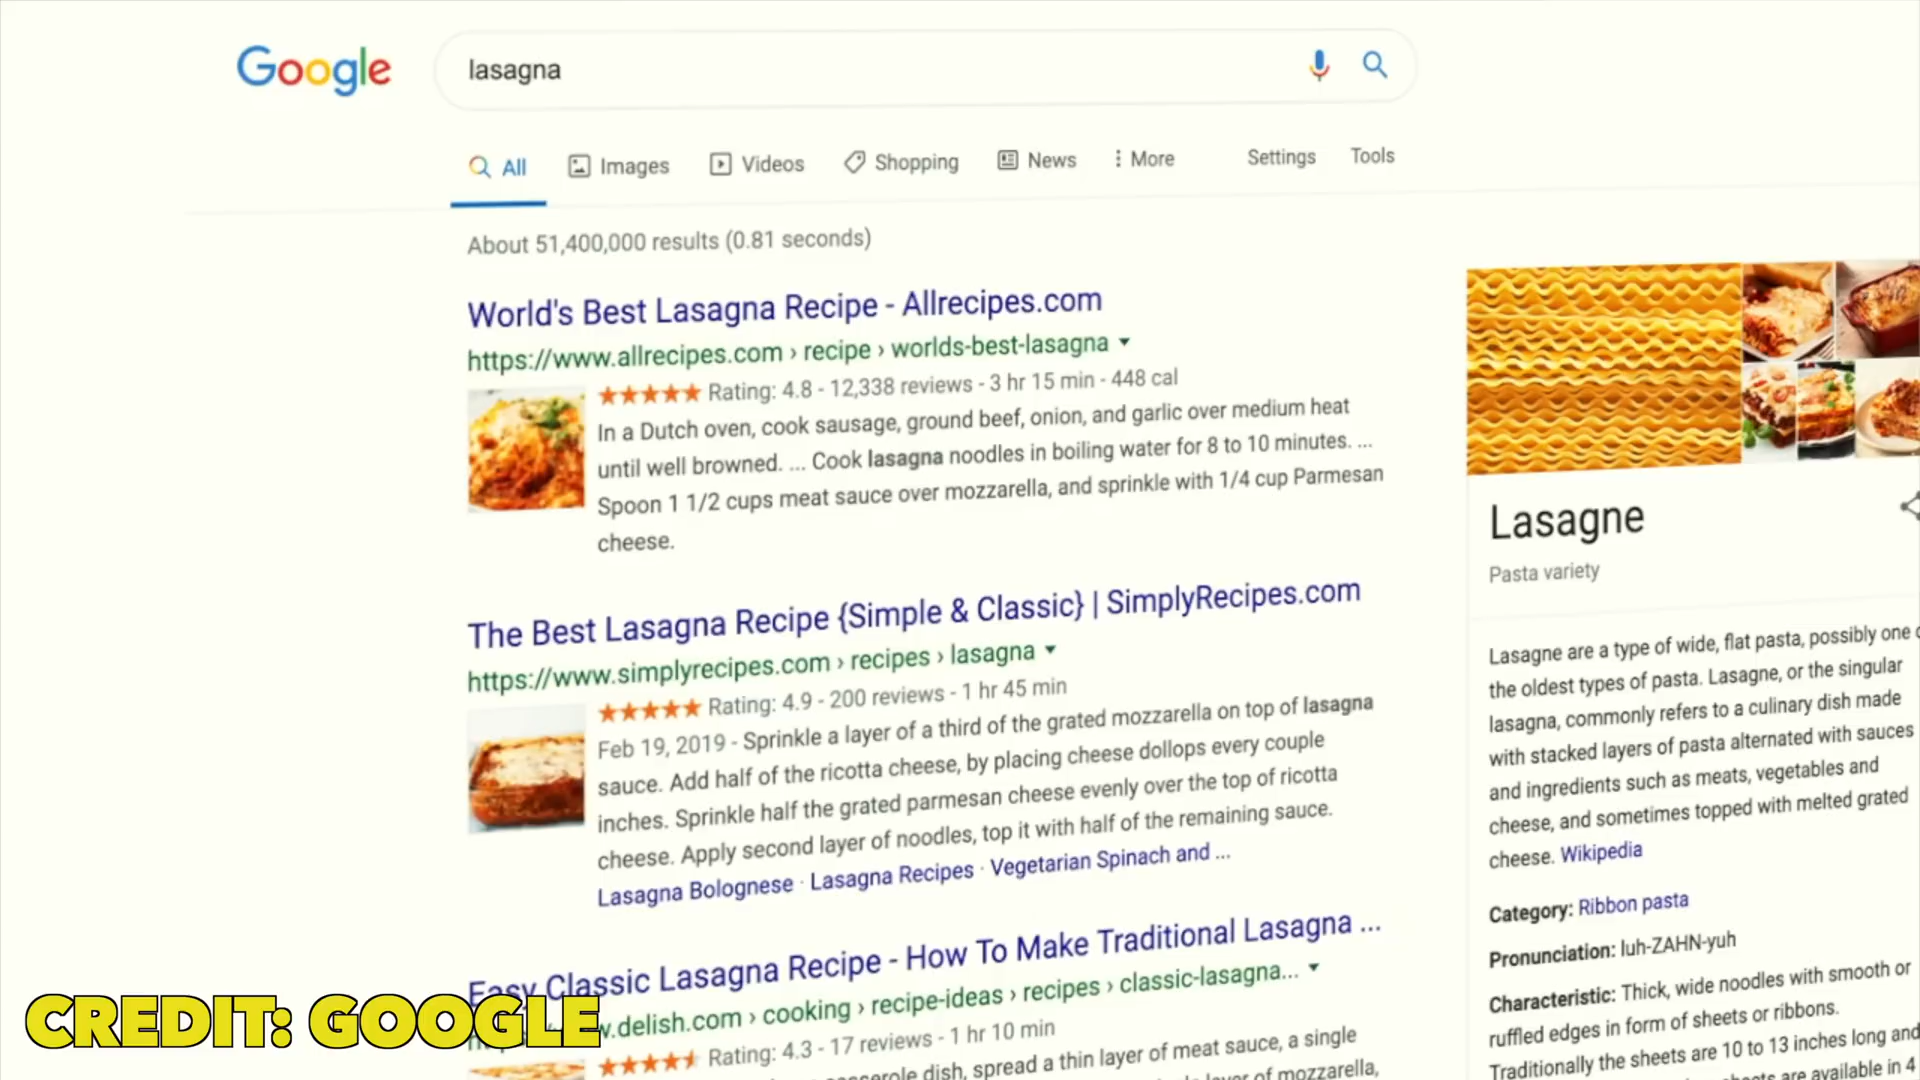 Google
lasagna
All Images Videos Shopping News More Settings Tools
About 51,400,000 results (0.81 seconds)
World's Best Lasagna Recipe - Allrecipes.com
https://www.allrecipes.com › recipe › worlds-best-lasagna
Rating: 4.8 - 12,338 reviews - 3 hr 15 min - 448 cal
In a Dutch oven, cook sausage, ground beef, onion, and garlic over medium heat
until well browned. ... Cook lasagna noodles in boiling water for 8 to 10 minutes. ...
Spoon 1 1/2 cups meat sauce over mozzarella, and sprinkle with 1/4 cup Parmesan
cheese.
The Best Lasagna Recipe {Simple & Classic} | SimplyRecipes.com
https://www.simplyrecipes.com › recipes › lasagna
Rating: 4.9 - 200 reviews - 1 hr 45 min
Feb 19, 2019 - Sprinkle a layer of a third of the grated mozzarella on top of lasagna
sauce. Add half of the ricotta cheese, by placing cheese dollops every couple
inches. Sprinkle half the grated parmesan cheese evenly over the top of ricotta
cheese. Apply second layer of noodles, top it with half of the remaining sauce.
Lasagna Bolognese · Lasagna Recipes · Vegetarian Spinach and ...
Easy Classic Lasagna Recipe - How To Make Traditional Lasagna ...
.delish.com › cooking › recipe-ideas › recipes › classic-lasagna...
Rating: 4.3 - 17 reviews - 1 hr 10 min
dish, spread a thin layer of meat sauce, a single
layer of mozzarella,
Lasagne
Pasta variety
Lasagne are a type of wide, flat pasta, possibly one
the oldest types of pasta. Lasagne, or the singular
lasagna, commonly refers to a culinary dish made
with stacked layers of pasta alternated with sauces
and ingredients such as meats, vegetables and
cheese, and sometimes topped with melted grated
cheese. Wikipedia
Category: Ribbon pasta
Pronunciation: luh-ZAHN-yuh
Characteristic: Thick, wide noodles with smooth or
ruffled edges in form of sheets or ribbons.
Traditionally the sheets are 10 to 13 inches long and
are available in 4
CREDIT: GOOGLE